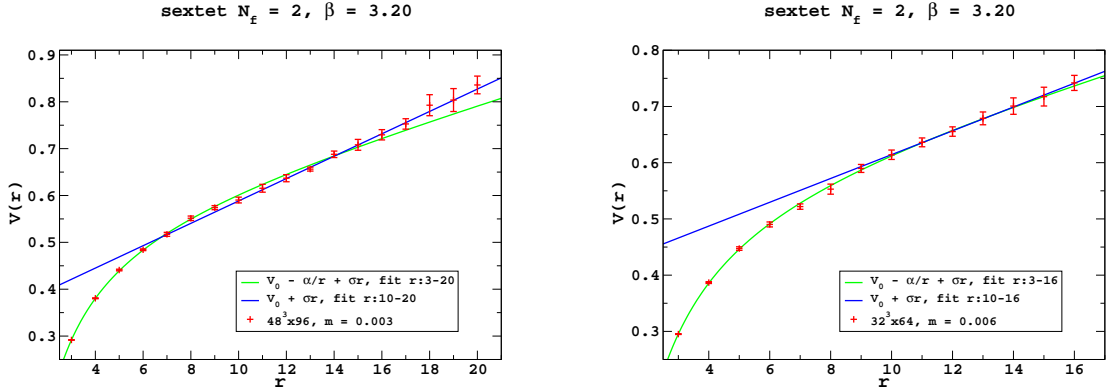 sextet N_f = 2, β = 3.20
V(r)
0.9
0.8
0.7
0.6
0.5
0.4
0.3
V_0 - α/r + σr, fit r:3-20
V_0 + σr, fit r:10-20
48^3x96, m = 0.003
4 6 8 10 12 14 16 18 20
r
sextet N_f = 2, β = 3.20
V(r)
0.8
0.7
0.6
0.5
0.4
0.3
V_0 - α/r + σr, fit r:3-16
V_0 + σr, fit r:10-16
32^3x64, m = 0.006
4 6 8 10 12 14 16
r